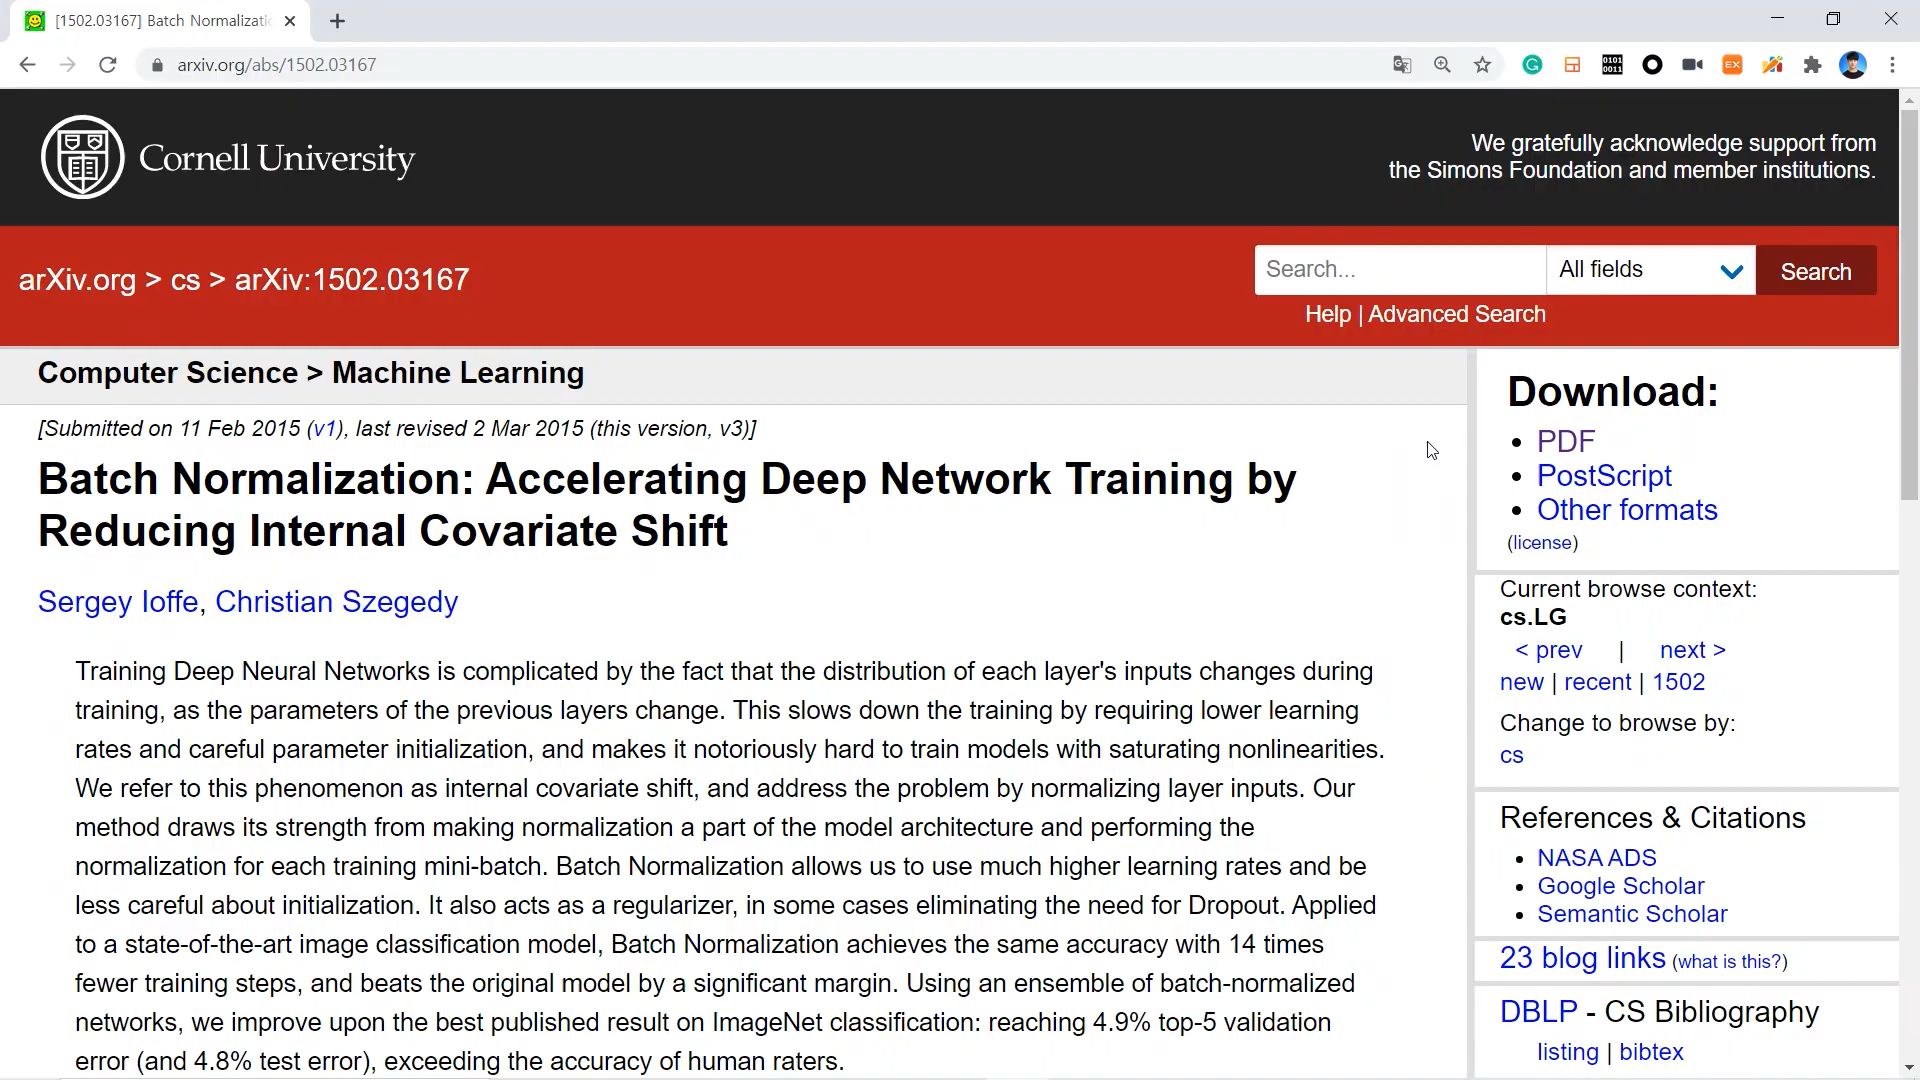 [1502.03167] Batch Normalizati
arxiv.org/abs/1502.03167
0101
0011
EX
Cornell University
We gratefully acknowledge support from
the Simons Foundation and member institutions.
arXiv.org > cs > arXiv:1502.03167
Search...
All fields
Search
Help | Advanced Search
Computer Science > Machine Learning
[Submitted on 11 Feb 2015 (v1), last revised 2 Mar 2015 (this version, v3)]
Batch Normalization: Accelerating Deep Network Training by
Reducing Internal Covariate Shift
Sergey Ioffe, Christian Szegedy
Training Deep Neural Networks is complicated by the fact that the distribution of each layer's inputs changes during
training, as the parameters of the previous layers change. This slows down the training by requiring lower learning
rates and careful parameter initialization, and makes it notoriously hard to train models with saturating nonlinearities.
We refer to this phenomenon as internal covariate shift, and address the problem by normalizing layer inputs. Our
method draws its strength from making normalization a part of the model architecture and performing the
normalization for each training mini-batch. Batch Normalization allows us to use much higher learning rates and be
less careful about initialization. It also acts as a regularizer, in some cases eliminating the need for Dropout. Applied
to a state-of-the-art image classification model, Batch Normalization achieves the same accuracy with 14 times
fewer training steps, and beats the original model by a significant margin. Using an ensemble of batch-normalized
networks, we improve upon the best published result on ImageNet classification: reaching 4.9% top-5 validation
error (and 4.8% test error), exceeding the accuracy of human raters.
Download:
PDF
PostScript
Other formats
(license)
Current browse context:
cs.LG
< prev | next >
new | recent | 1502
Change to browse by:
cs
References & Citations
NASA ADS
Google Scholar
Semantic Scholar
23 blog links (what is this?)
DBLP - CS Bibliography
listing | bibtex